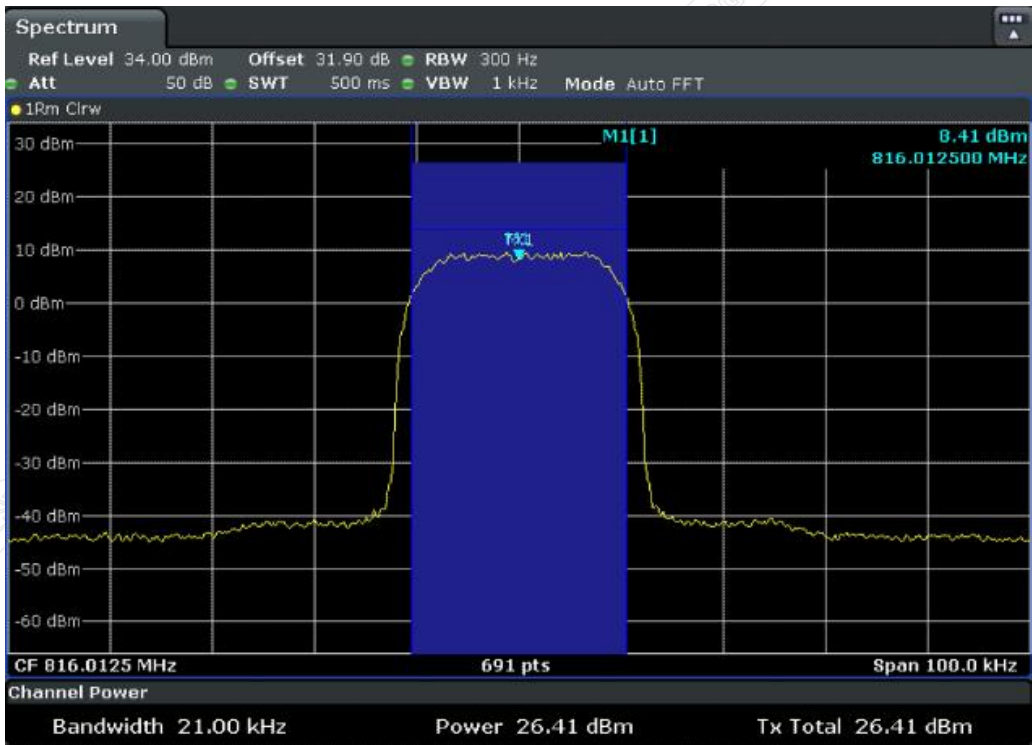 Spectrum
Ref Level 34.00 dBm Offset 31.90 dB RBW 300 Hz
Att 50 dB SWT 500 ms VBW 1 kHz Mode Auto FFT
1Rm Clrw
30 dBm M1[1] 8.41 dBm
816.012500 MHz
20 dBm
10 dBm
0 dBm
-10 dBm
-20 dBm
-30 dBm
-40 dBm
-50 dBm
-60 dBm
CF 816.0125 MHz 691 pts Span 100.0 kHz
Channel Power
Bandwidth 21.00 kHz Power 26.41 dBm Tx Total 26.41 dBm